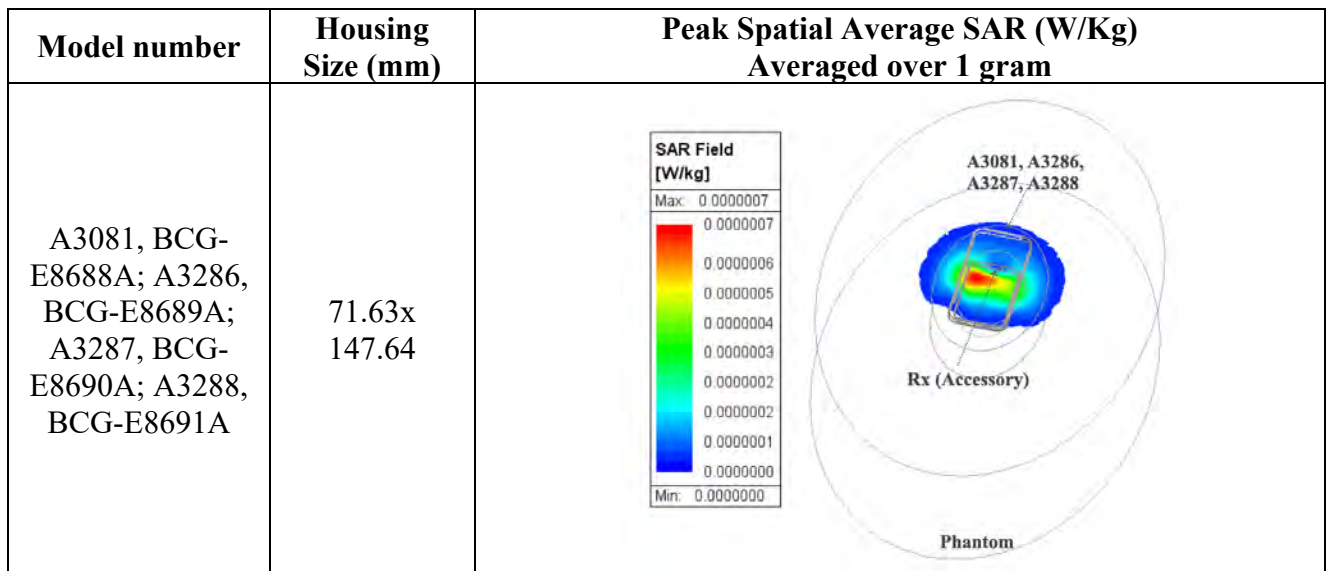 Model number
Housing
Size (mm)
Peak Spatial Average SAR (W/Kg)
Averaged over 1 gram
A3081, BCG-
E8688A; A3286,
BCG-E8689A;
A3287, BCG-
E8690A; A3288,
BCG-E8691A
71.63x
147.64
SAR Field
[W/kg]
Max: 0.0000007
0.0000007
0.0000006
0.0000005
0.0000004
0.0000003
0.0000002
0.0000002
0.0000001
0.0000000
Min: 0.0000000
A3081, A3286,
A3287, A3288
Rx (Accessory)
Phantom